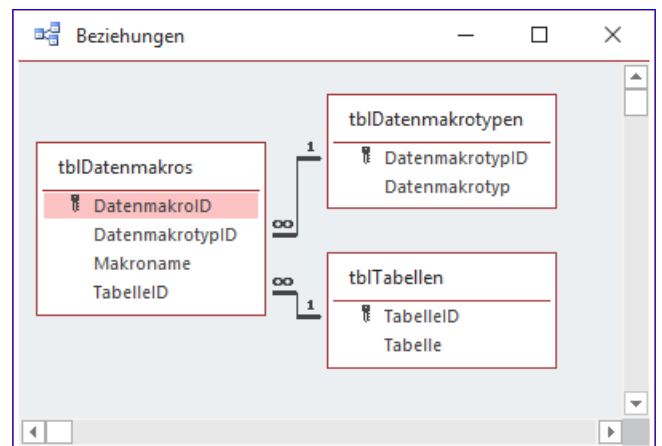 Beziehungen
tblDatenmakros
DatenmakroID
DatenmakrotypID
Makroname
TabelleID
∞
1
∞
1
tblDatenmakrotypen
DatenmakrotypID
Datenmakrotyp
tblTabellen
TabelleID
Tabelle